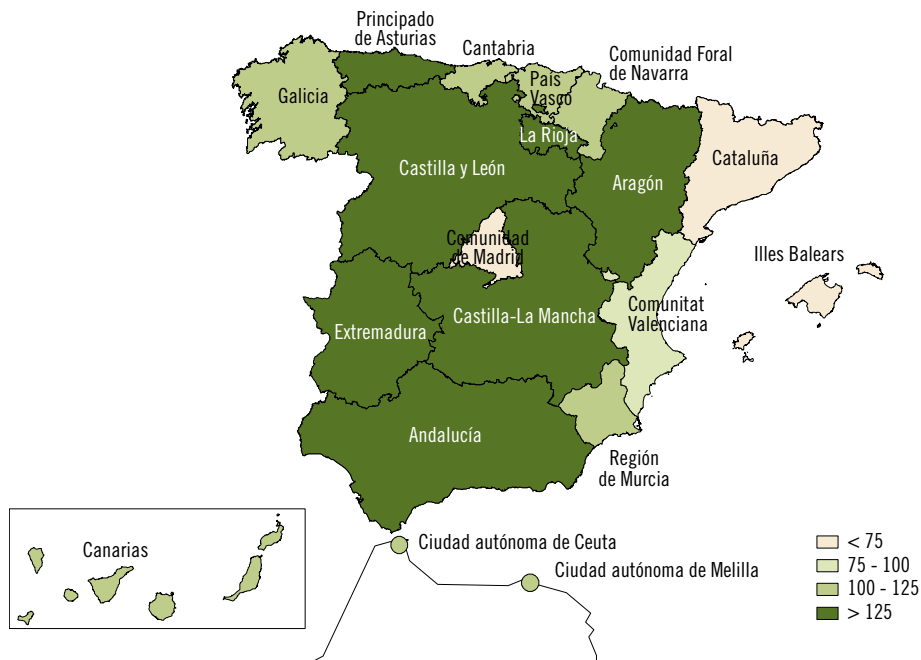 Principado
de Asturias
Cantabria
Comunidad Foral
de Navarra
Galicia
País
Vasco
La Rioja
Cataluña
Castilla y León
Aragón
Comunidad
de Madrid
Illes Balears
Comunitat
Valenciana
Castilla-La Mancha
Extremadura
Andalucía
Región
de Murcia
Canarias
Ciudad autónoma de Ceuta
Ciudad autónoma de Melilla
< 75
75 - 100
100 - 125
> 125